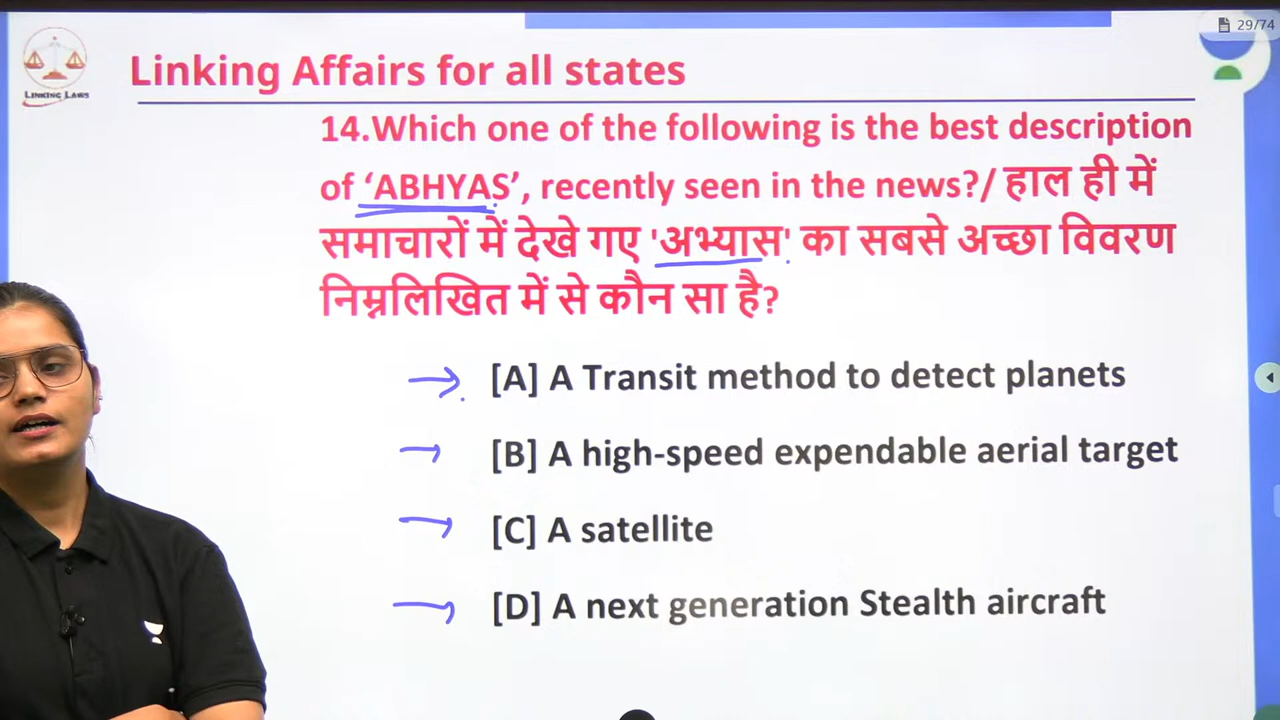 29/74
LINKING LAWS
Linking Affairs for all states
14.Which one of the following is the best description
of ‘ABHYAS’, recently seen in the news?/ हाल ही में
समाचारों में देखे गए 'अभ्यास' का सबसे अच्छा विवरण
निम्नलिखित में से कौन सा है?
[A] A Transit method to detect planets
[B] A high-speed expendable aerial target
[C] A satellite
[D] A next generation Stealth aircraft